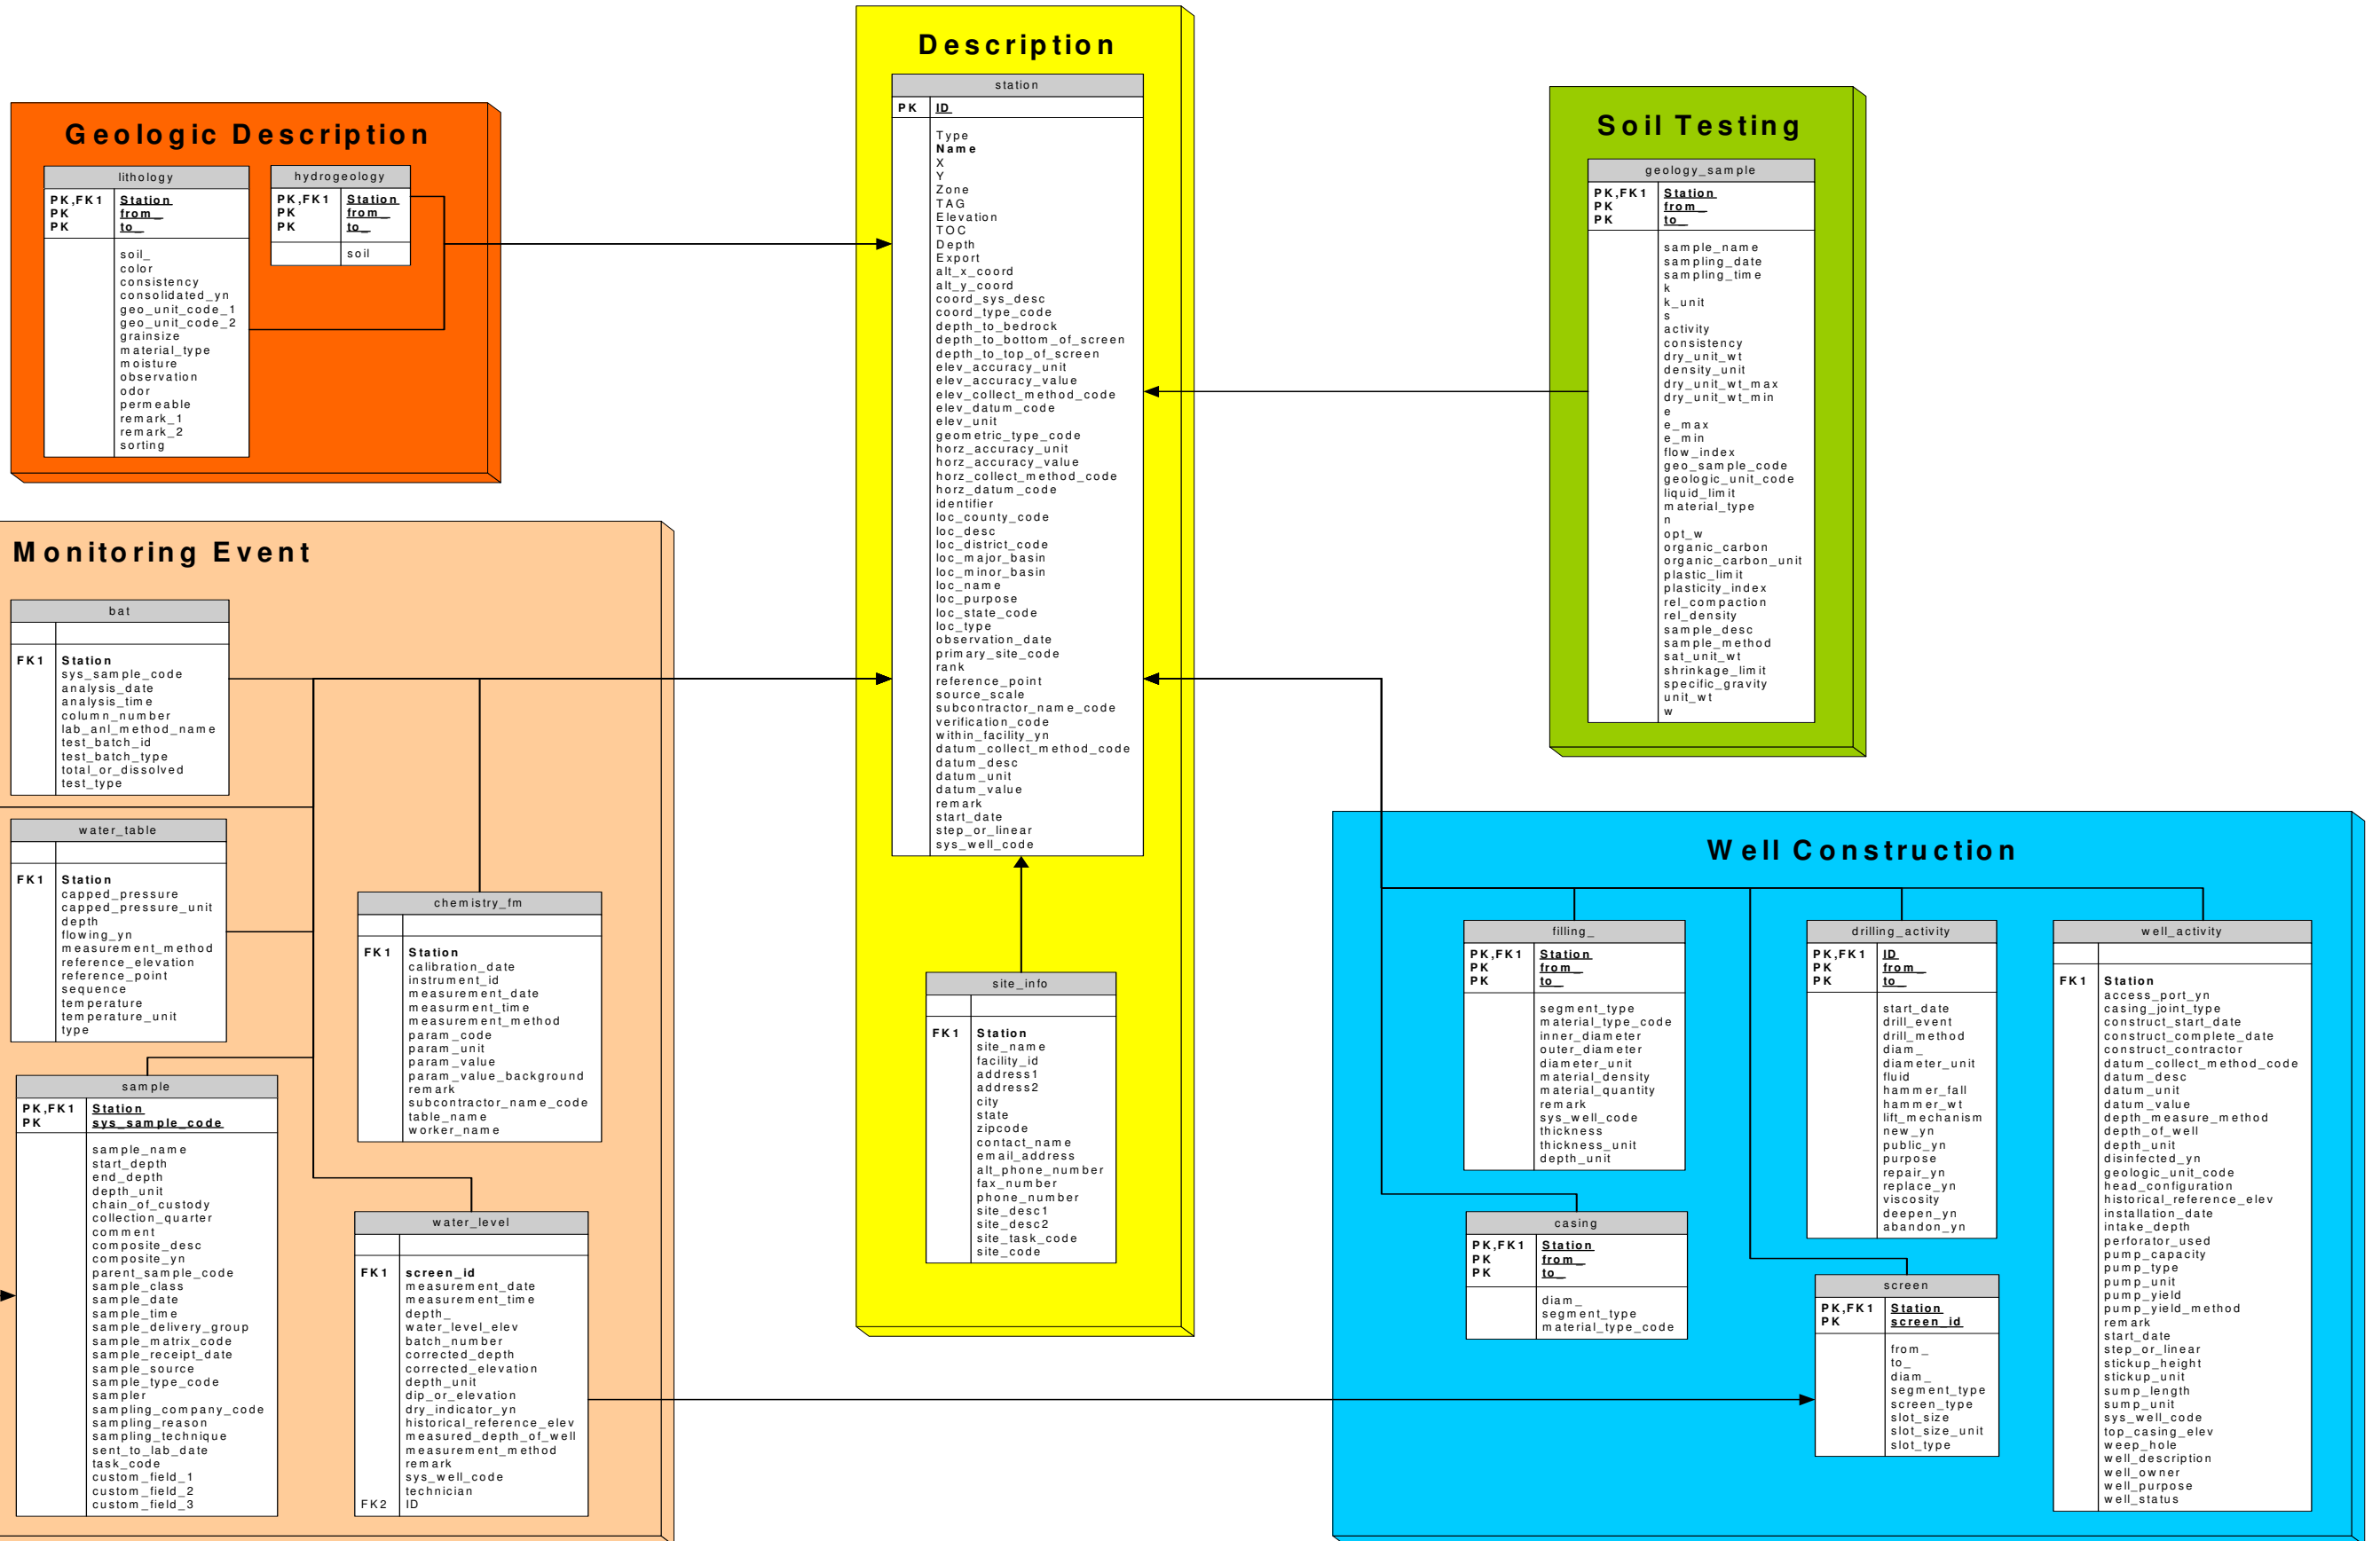 Description
station
PK ID
Type
Name
X
Y
Zone
TAG
Elevation
TOC
Depth
Export
alt_x_coord
alt_y_coord
coord_sys_desc
coord_type_code
depth_to_bedrock
depth_to_bottom_of_screen
depth_to_top_of_screen
elev_accuracy_unit
elev_accuracy_value
elev_collect_method_code
elev_datum_code
elev_unit
geometric_type_code
horz_accuracy_unit
horz_accuracy_value
horz_collect_method_code
horz_datum_code
identifier
loc_county_code
loc_desc
loc_district_code
loc_major_basin
loc_minor_basin
loc_name
loc_purpose
loc_state_code
loc_type
observation_date
primary_site_code
rank
reference_point
source_scale
subcontractor_name_code
verification_code
within_facility_yn
datum_collect_method_code
datum_desc
datum_unit
datum_value
remark
start_date
step_or_linear
sys_well_code
site_info
FK1 Station
site_name
facility_id
address1
address2
city
state
zipcode
contact_name
email_address
alt_phone_number
fax_number
phone_number
site_desc1
site_desc2
site_task_code
site_code
Geologic Description
lithology
PK,FK1 Station
PK from_
PK to_
soil_
color
consistency
consolidated_yn
geo_unit_code_1
geo_unit_code_2
grainsize
material_type
moisture
observation
odor
permeable
remark_1
remark_2
sorting
hydrogeology
PK,FK1 Station
PK from_
PK to_
soil
Soil Testing
geology_sample
PK,FK1 Station
PK from_
PK to_
sample_name
sampling_date
sampling_time
k
k_unit
s
activity
consistency
dry_unit_wt
density_unit
dry_unit_wt_max
dry_unit_wt_min
e
e_max
e_min
flow_index
geo_sample_code
geologic_unit_code
liquid_limit
material_type
n
opt_w
organic_carbon
organic_carbon_unit
plastic_limit
plasticity_index
rel_compaction
rel_density
sample_desc
sample_method
sat_unit_wt
shrinkage_limit
specific_gravity
unit_wt
w
Monitoring Event
bat
FK1 Station
sys_sample_code
analysis_date
analysis_time
column_number
lab_anl_method_name
test_batch_id
test_batch_type
total_or_dissolved
test_type
water_table
FK1 Station
capped_pressure
capped_pressure_unit
depth
flowing_yn
measurement_method
reference_elevation
reference_point
sequence
temperature
temperature_unit
type
chemistry_fm
FK1 Station
calibration_date
instrument_id
measurement_date
measurment_time
measurement_method
param_code
param_unit
param_value
param_value_background
remark
subcontractor_name_code
table_name
worker_name
sample
PK,FK1 Station
PK sys_sample_code
sample_name
start_depth
end_depth
depth_unit
chain_of_custody
collection_quarter
comment
composite_desc
composite_yn
parent_sample_code
sample_class
sample_date
sample_time
sample_delivery_group
sample_matrix_code
sample_receipt_date
sample_source
sample_type_code
sampler
sampling_company_code
sampling_reason
sampling_technique
sent_to_lab_date
task_code
custom_field_1
custom_field_2
custom_field_3
water_level
FK1 screen_id
measurement_date
measurement_time
depth_
water_level_elev
batch_number
corrected_depth
corrected_elevation
depth_unit
dip_or_elevation
dry_indicator_yn
historical_reference_elev
measured_depth_of_well
measurement_method
remark
sys_well_code
technician
FK2 ID
Well Construction
filling_
PK,FK1 Station
PK from_
PK to_
segment_type
material_type_code
inner_diameter
outer_diameter
diameter_unit
material_density
material_quantity
remark
sys_well_code
thickness
thickness_unit
depth_unit
casing
PK,FK1 Station
PK from_
PK to_
diam_
segment_type
material_type_code
drilling_activity
PK,FK1 ID
PK from_
PK to_
start_date
drill_event
drill_method
diam_
diameter_unit
fluid
hammer_fall
hammer_wt
lift_mechanism
new_yn
public_yn
purpose
repair_yn
replace_yn
viscosity
deepen_yn
abandon_yn
screen
PK,FK1 Station
PK screen_id
from_
to_
diam_
segment_type
screen_type
slot_size
slot_size_unit
slot_type
well_activity
FK1 Station
access_port_yn
casing_joint_type
construct_start_date
construct_complete_date
construct_contractor
datum_collect_method_code
datum_desc
datum_unit
datum_value
depth_measure_method
depth_of_well
depth_unit
disinfected_yn
geologic_unit_code
head_configuration
historical_reference_elev
installation_date
intake_depth
perforator_used
pump_capacity
pump_type
pump_unit
pump_yield
pump_yield_method
remark
start_date
step_or_linear
stickup_height
stickup_unit
sump_length
sump_unit
sys_well_code
top_casing_elev
weep_hole
well_description
well_owner
well_purpose
well_status